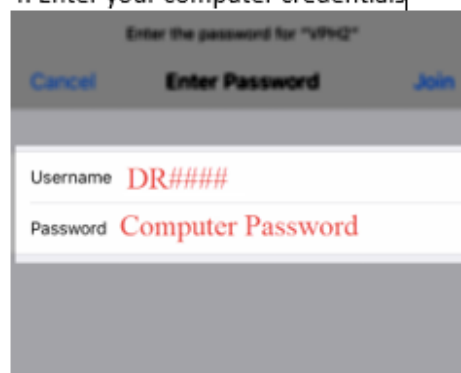 Enter your computer credentials
Enter the password for "VPH2"
Cancel Enter Password Join
Username DR####
Password Computer Password